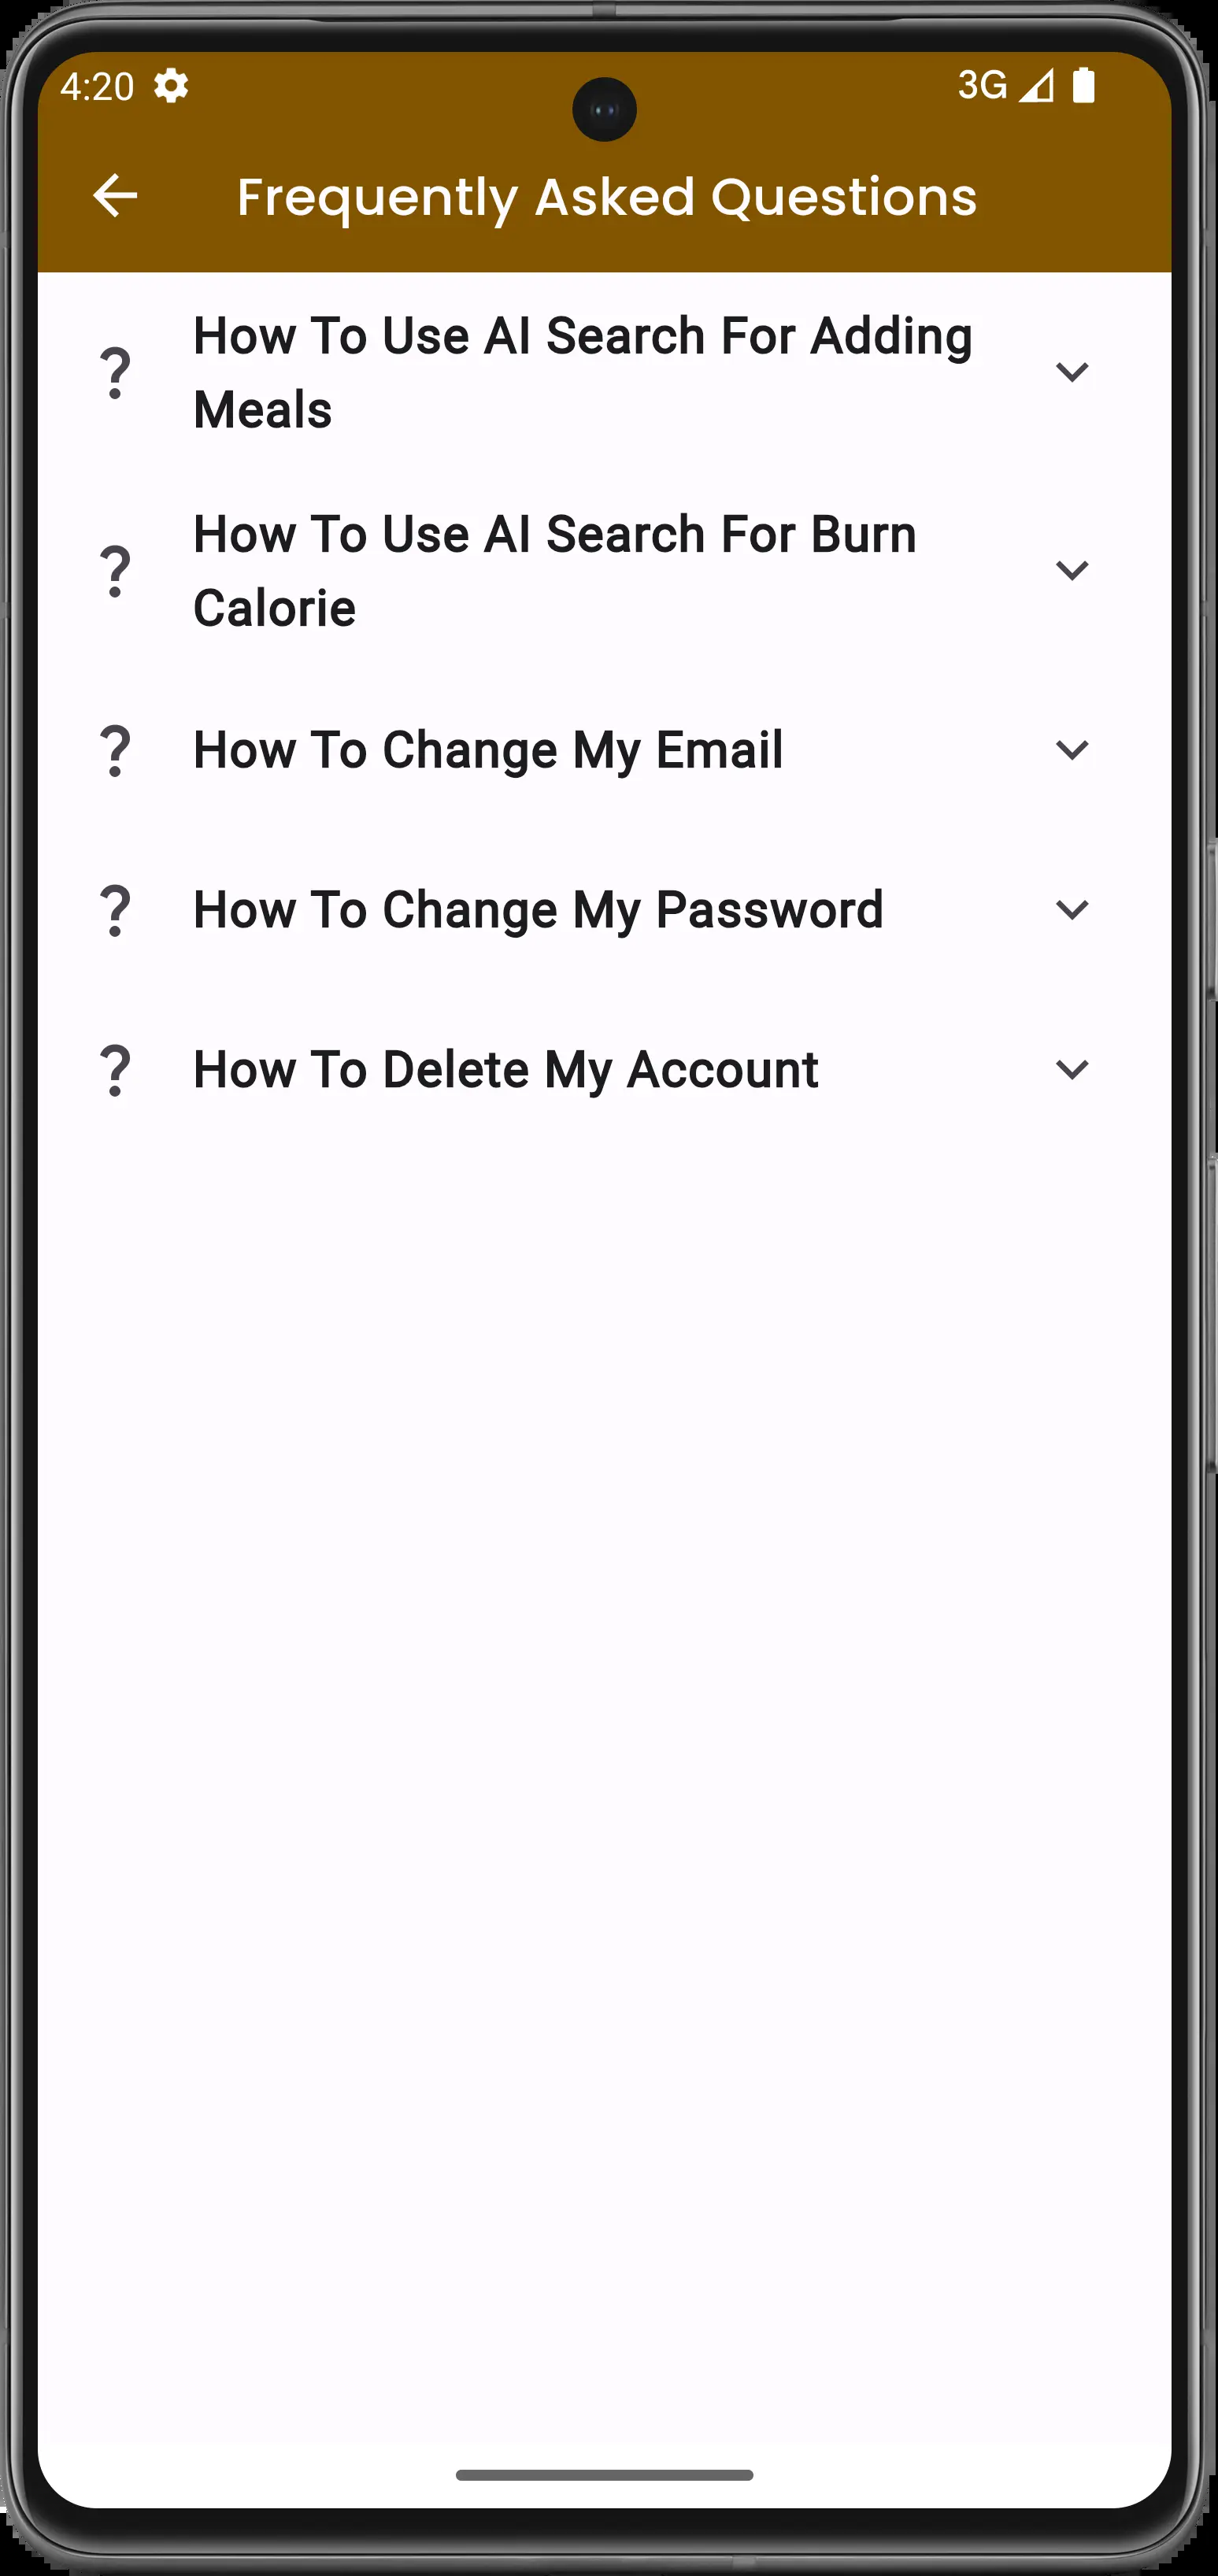 4:20 3G
Frequently Asked Questions
? How To Use AI Search For Adding
Meals
? How To Use AI Search For Burn
Calorie
? How To Change My Email
? How To Change My Password
? How To Delete My Account